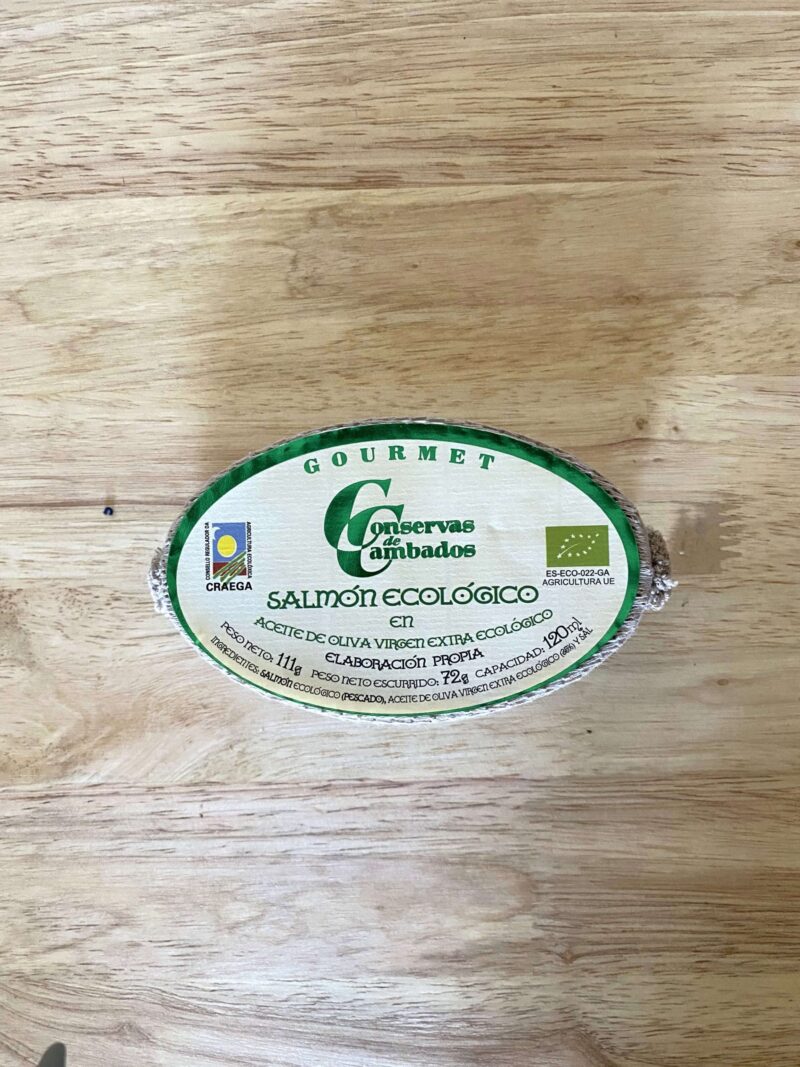 GOURMET
Conservas
de
Cambados
CONSELLO REGULADOR DA
AGRICULTURA ECOLÓXICA
CRAEGA
ES-ECO-022-GA
AGRICULTURA UE
SALMÓN ECOLÓGICO
EN
ACEITE DE OLIVA VIRGEN EXTRA ECOLÓGICO
ELABORACIÓN PROPIA
PESO NETO: 111g PESO NETO ESCURRIDO: 72g CAPACIDAD: 120ml
INGREDIENTES: SALMÓN ECOLÓGICO (PESCADO), ACEITE DE OLIVA VIRGEN EXTRA ECOLÓGICO Y SAL